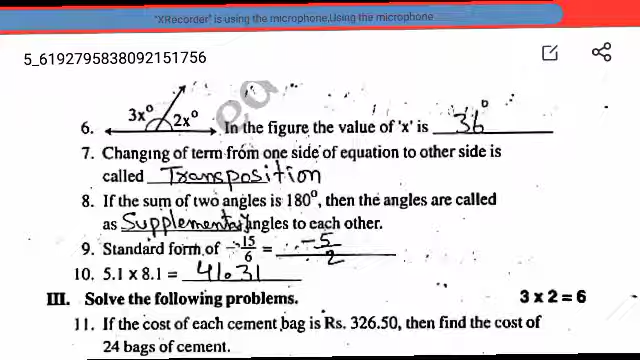 "XRecorder" is using the microphone,Using the microphone
5_6192795838092151756
3x° 2x°
6. In the figure the value of 'x' is 36°
7. Changing of term from one side of equation to other side is
called Transposition
8. If the sum of two angles is 180°, then the angles are called
as Supplementary angles to each other.
9. Standard form of -15/6 = -5/2
10. 5.1 x 8.1 = 41.31
III. Solve the following problems. 3 x 2 = 6
11. If the cost of each cement bag is Rs. 326.50, then find the cost of
24 bags of cement.